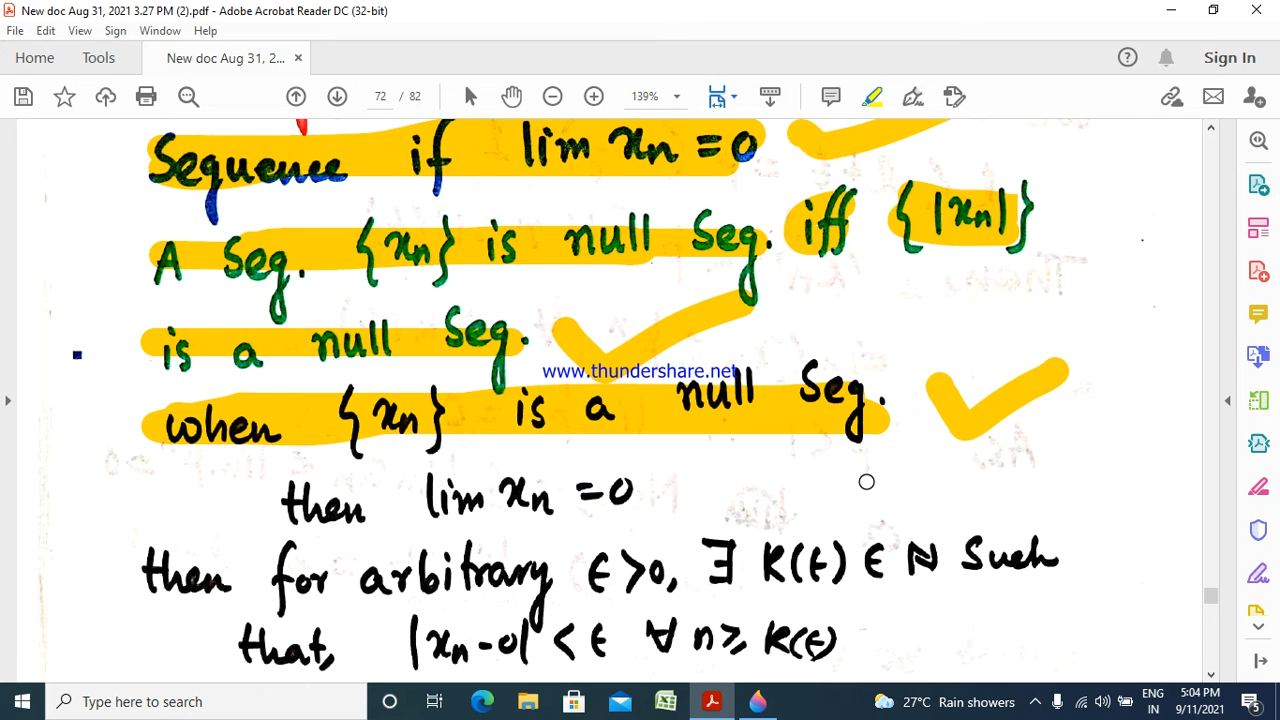 New doc Aug 31, 2021 3.27 PM (2).pdf - Adobe Acrobat Reader DC (32-bit)
File Edit View Sign Window Help
Home Tools New doc Aug 31, 2... × Sign In
72 / 82 139%
Sequence if lim xn = 0
A Seq. {xn} is null Seq. iff {|xn|}
is a null Seq.
www.thundershare.net
when {xn} is a null Seq.
then lim xn = 0
then for arbitrary ϵ > 0, ∃ K(ϵ) ∈ ℕ Such
that, |xn - 0| < ϵ ∀ n ≥ K(ϵ)
Type here to search
27°C Rain showers
ENG
IN
5:04 PM
9/11/2021
5